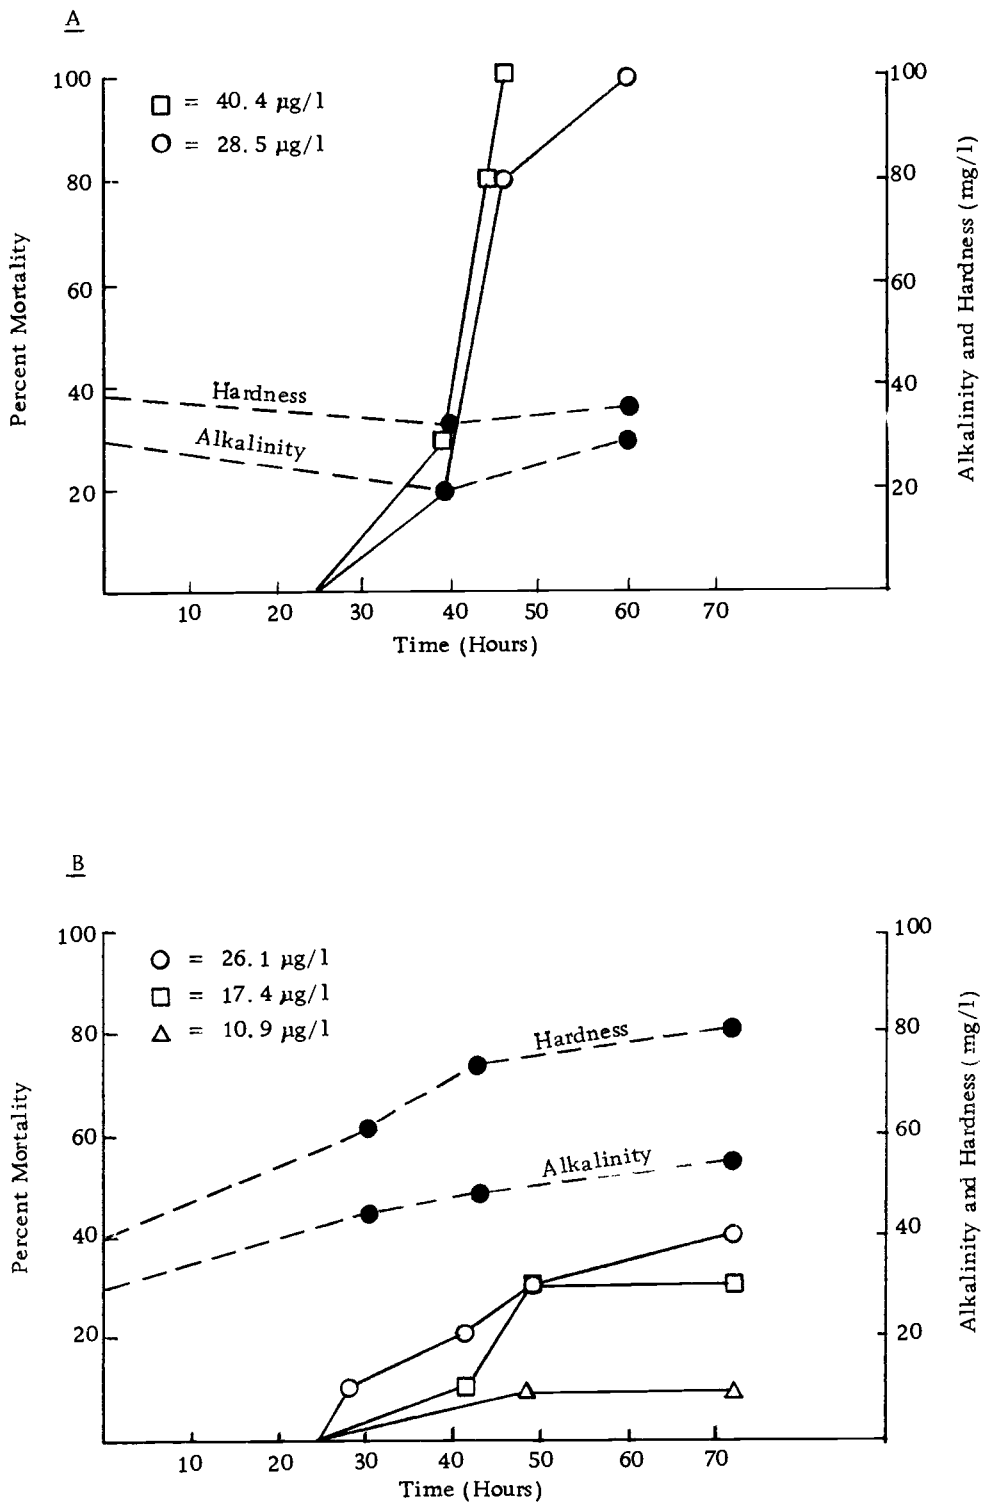 A
100
80
60
40
20
Percent Mortality
= 40.4 µg/l
= 28.5 µg/l
Hardness
Alkalinity
100
80
60
40
20
Alkalinity and Hardness (mg/l)
10 20 30 40 50 60 70
Time (Hours)
B
100
80
60
40
20
Percent Mortality
= 26.1 µg/l
= 17.4 µg/l
= 10.9 µg/l
Hardness
Alkalinity
100
80
60
40
20
Alkalinity and Hardness (mg/l)
10 20 30 40 50 60 70
Time (Hours)